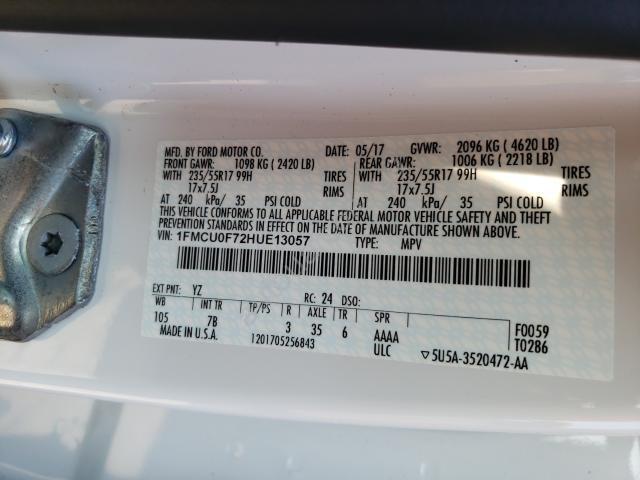 MFD. BY FORD MOTOR CO. DATE: 05/17 GVWR: 2096 KG ( 4620 LB)
FRONT GAWR: 1098 KG ( 2420 LB) REAR GAWR: 1006 KG ( 2218 LB)
WITH 235/55R17 99H TIRES WITH 235/55R17 99H TIRES
17x7.5J RIMS 17x7.5J RIMS
AT 240 kPa/ 35 PSI COLD AT 240 kPa/ 35 PSI COLD
THIS VEHICLE CONFORMS TO ALL APPLICABLE FEDERAL MOTOR VEHICLE SAFETY AND THEFT
PREVENTION STANDARDS IN EFFECT ON THE DATE OF MANUFACTURE SHOWN ABOVE.
VIN: 1FMCU0F72HUE13057 TYPE: MPV
EXT PNT: YZ RC: 24 DSO:
WB INT TR TP/PS R AXLE TR SPR F0059
105 7B 3 35 6 AAAA T0286
MADE IN U.S.A. 1201705256843 ULC ▽5U5A-3520472-AA